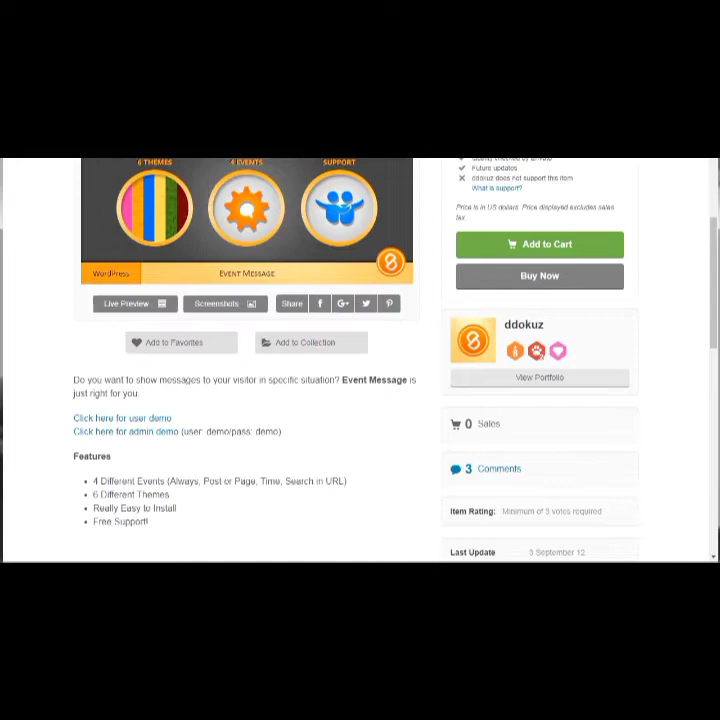 6 THEMES
4 EVENTS
SUPPORT
WordPress
EVENT MESSAGE
Live Preview
Screenshots
Share
Add to Favorites
Add to Collection
Do you want to show messages to your visitor in specific situation? Event Message is
just right for you.
Click here for user demo
Click here for admin demo (user: demo/pass: demo)
Features
4 Different Events (Always, Post or Page, Time, Search in URL)
6 Different Themes
Really Easy to Install
Free Support!
Future updates
ddokuz does not support this item
What is support?
Price is in US dollars. Price displayed excludes sales
tax.
Add to Cart
Buy Now
ddokuz
View Portfolio
0 Sales
3 Comments
Item Rating: Minimum of 3 votes required
Last Update 3 September 12